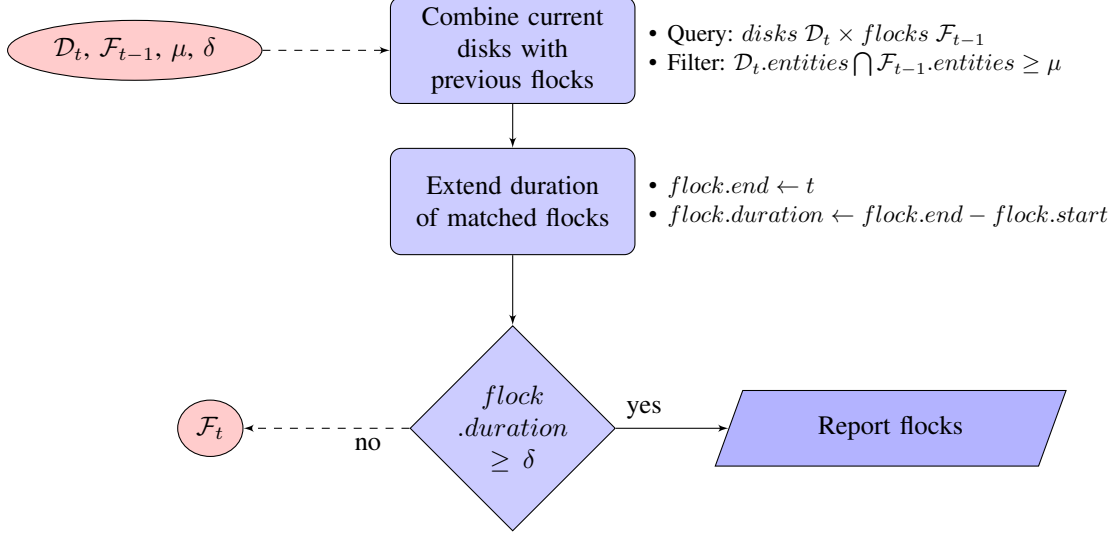 𝒟ₜ, ℱₜ₋₁, μ, δ
Combine current
disks with
previous flocks
• Query: disks 𝒟ₜ × flocks ℱₜ₋₁
• Filter: 𝒟ₜ.entities ⋂ ℱₜ₋₁.entities ≥ μ
Extend duration
of matched flocks
• flock.end ← t
• flock.duration ← flock.end − flock.start
flock
.duration
≥ δ
no
ℱₜ
yes
Report flocks